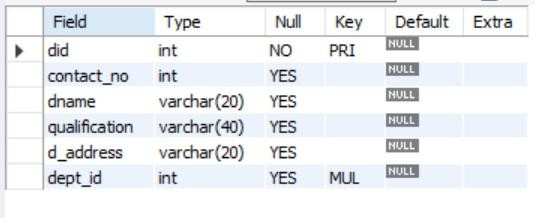 Field Type Null Key Default Extra
did int NO PRI NULL
contact_no int YES NULL
dname varchar(20) YES NULL
qualification varchar(40) YES NULL
d_address varchar(20) YES NULL
dept_id int YES MUL NULL